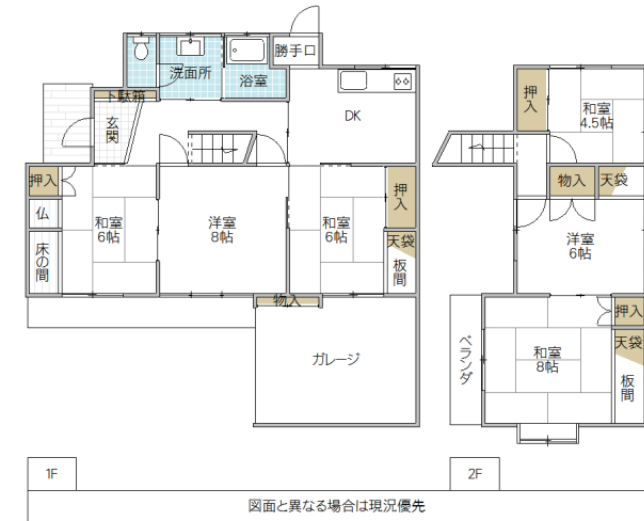 勝手口
洗面所
浴室
下駄箱
玄関
DK
押入
仏
床の間
和室
6帖
洋室
8帖
和室
6帖
押入
天袋
板間
物入
ガレージ
1F
押入
和室
4.5帖
物入
天袋
洋室
6帖
ベランダ
和室
8帖
押入
天袋
板間
2F
図面と異なる場合は現況優先